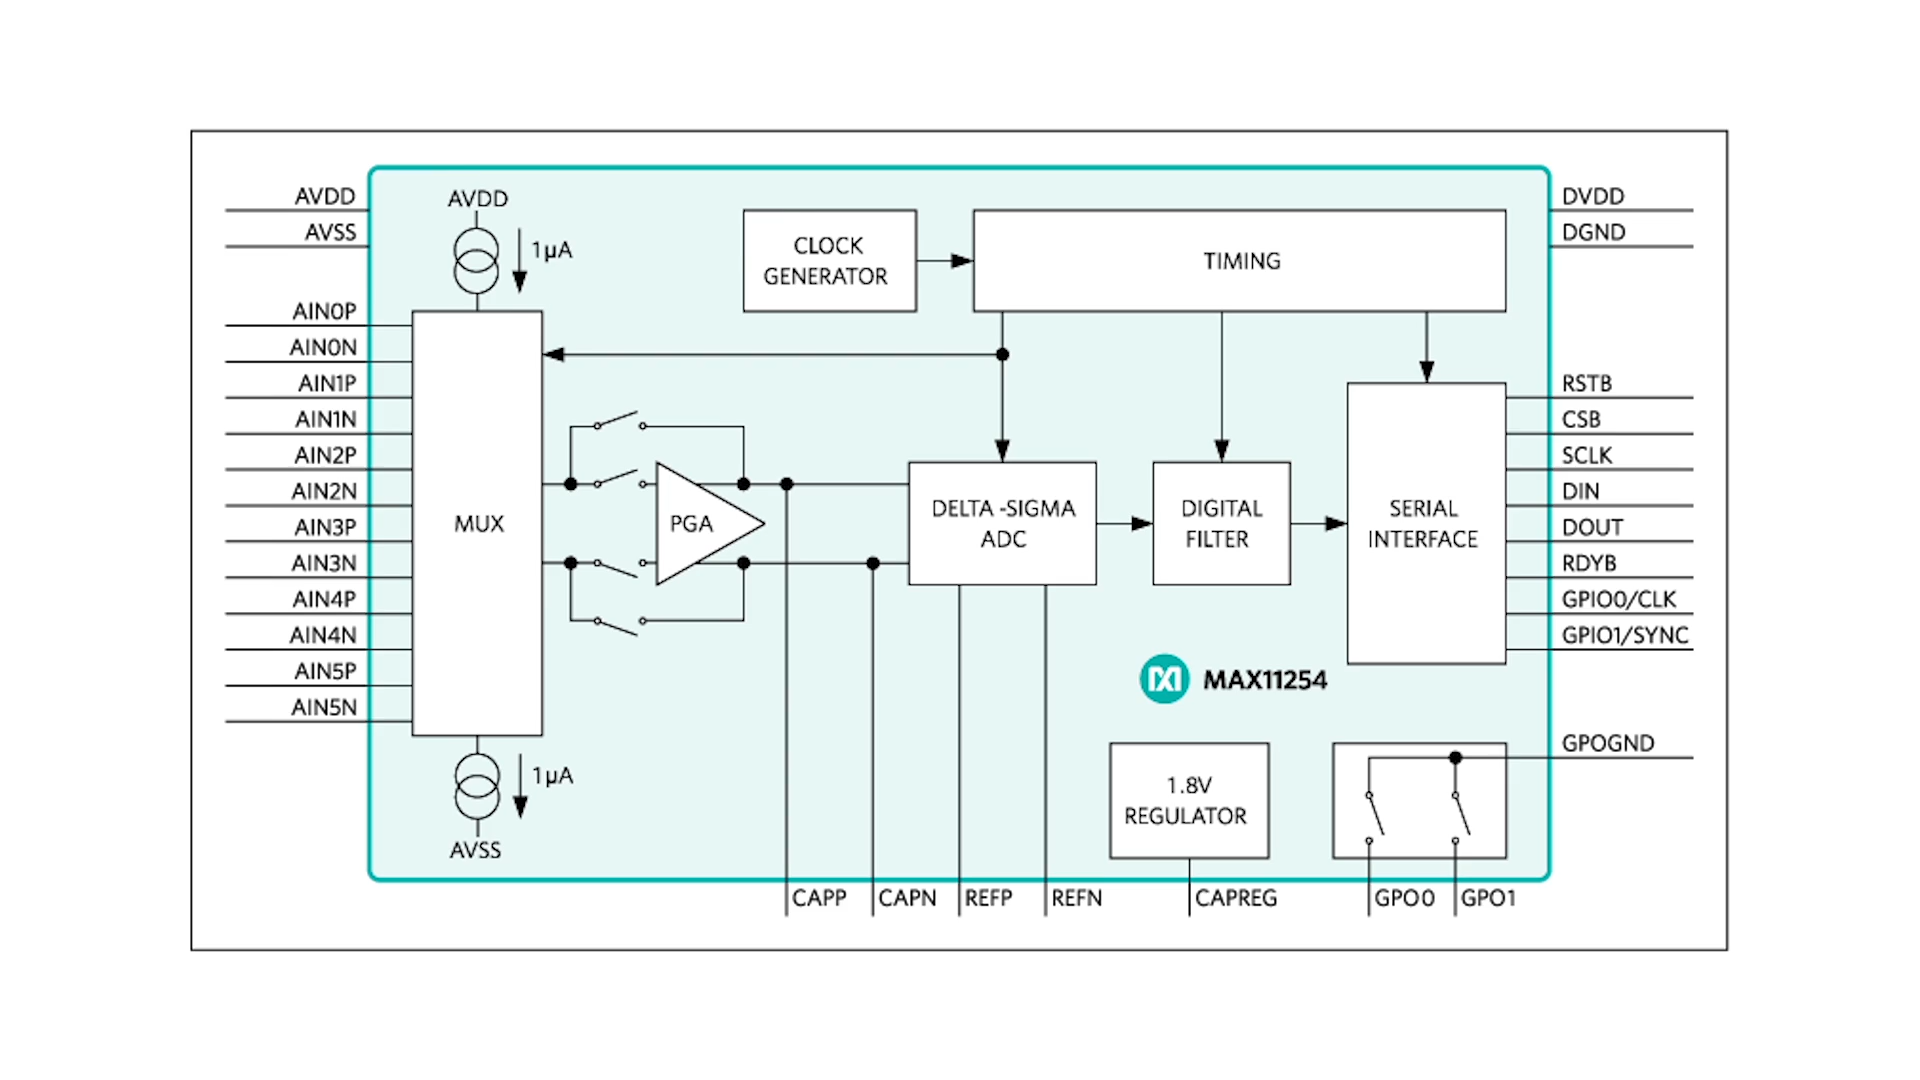 AVDD
AVSS
AIN0P
AIN0N
AIN1P
AIN1N
AIN2P
AIN2N
AIN3P
AIN3N
AIN4P
AIN4N
AIN5P
AIN5N
AVDD
1µA
MUX
1µA
AVSS
CLOCK
GENERATOR
TIMING
PGA
DELTA -SIGMA
ADC
DIGITAL
FILTER
SERIAL
INTERFACE
MAX11254
1.8V
REGULATOR
CAPP
CAPN
REFP
REFN
CAPREG
GPO0
GPO1
DVDD
DGND
RSTB
CSB
SCLK
DIN
DOUT
RDYB
GPIO0/CLK
GPIO1/SYNC
GPOGND